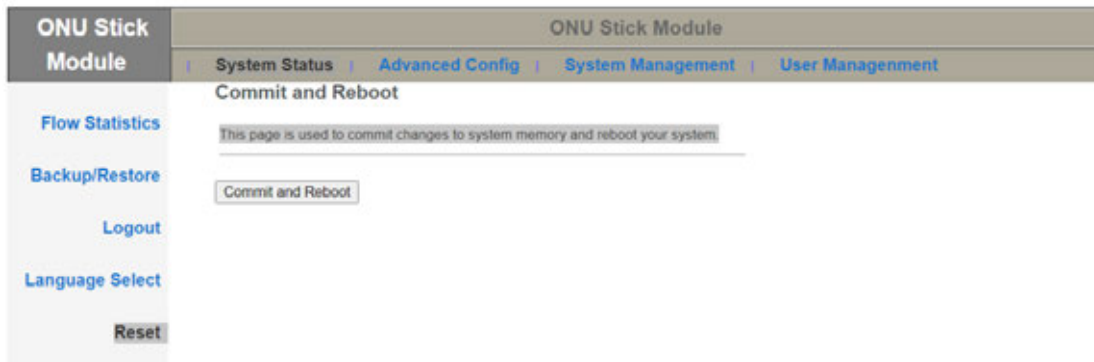 ONU Stick Module
ONU Stick Module
System Status | Advanced Config | System Management | User Managenment
Commit and Reboot
This page is used to commit changes to system memory and reboot your system.
Commit and Reboot
Flow Statistics
Backup/Restore
Logout
Language Select
Reset